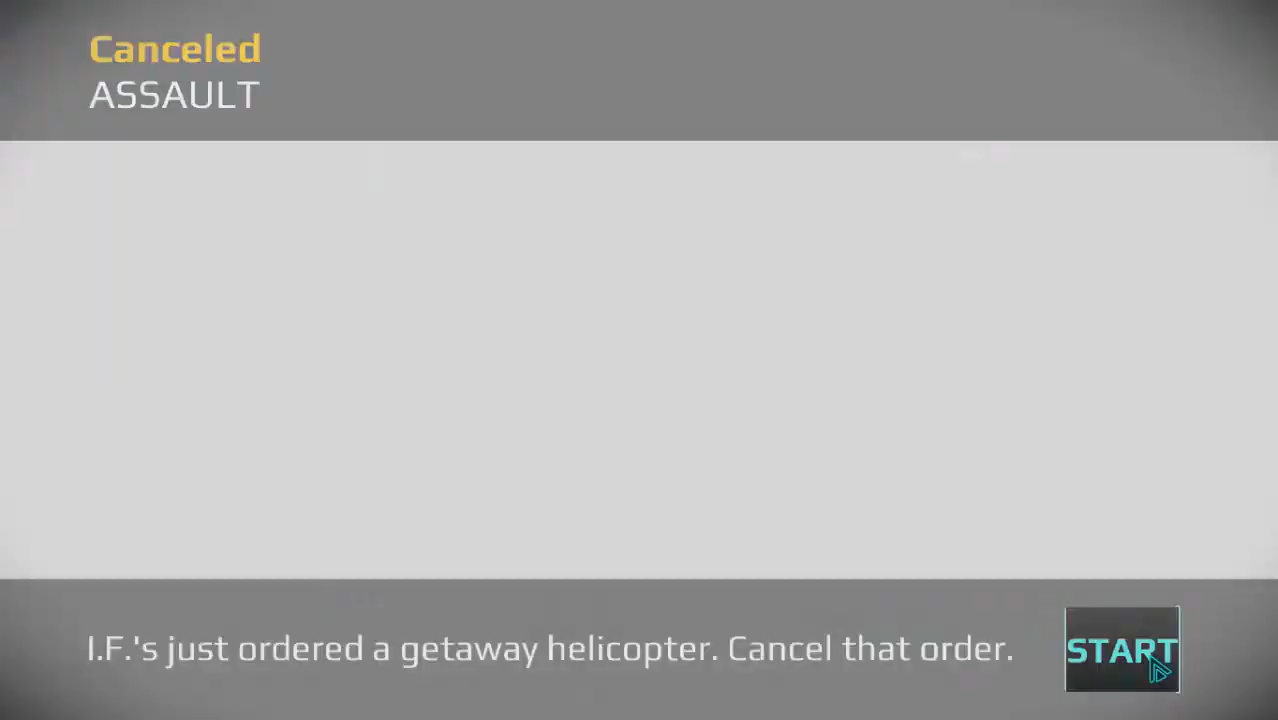 Canceled
ASSAULT
I.F.'s just ordered a getaway helicopter. Cancel that order.
START